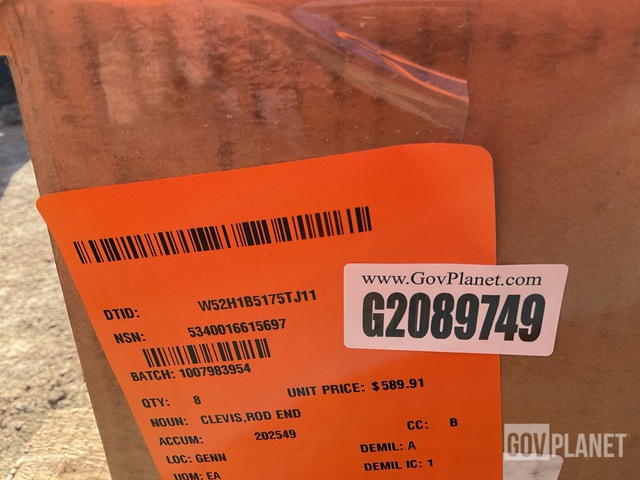 DTID: W52H1B5175TJ11
NSN: 5340016615697
BATCH: 1007983954
QTY: 8 UNIT PRICE: $589.91
NOUN: CLEVIS,ROD END
ACCUM: 202549 CC: B
LOC: GENN DEMIL: A
UDM: EA DEMIL IC: 1
www.GovPlanet.com
G2089749
GOVPLANET